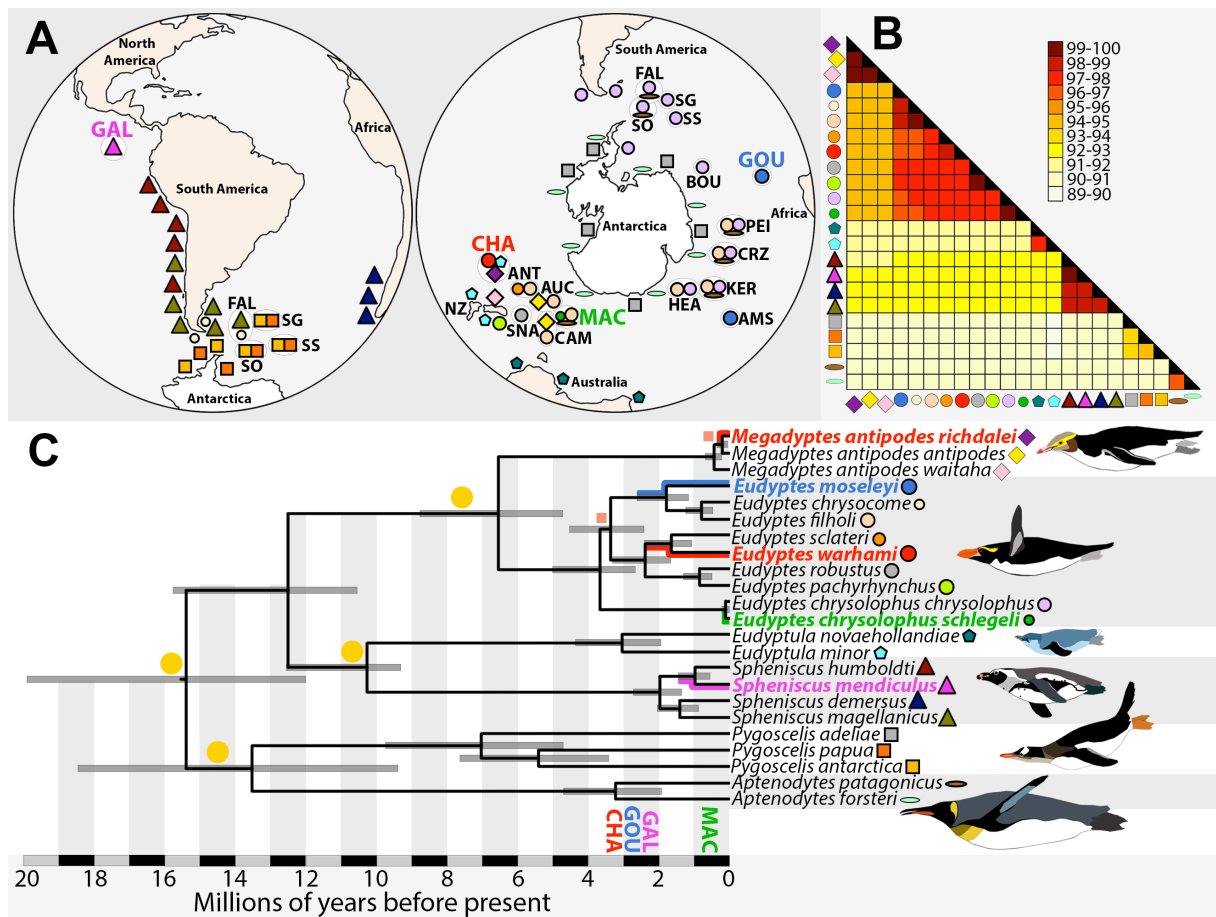 A
North
America
GAL
Africa
South America
FAL
SG
SS
SO
Antarctica
South America
FAL
SG
SO
SS
GOU
BOU
Africa
Antarctica
PEI
CRZ
CHA
ANT
AUC
KER
HEA
NZ
MAC
AMS
SNA
CAM
Australia
B
99-100
98-99
97-98
96-97
95-96
94-95
93-94
92-93
91-92
90-91
89-90
C
Megadyptes antipodes richdalei
Megadyptes antipodes antipodes
Megadyptes antipodes waitaha
Eudyptes moseleyi
Eudyptes chrysocome
Eudyptes filholi
Eudyptes sclateri
Eudyptes warhami
Eudyptes robustus
Eudyptes pachyrhynchus
Eudyptes chrysolophus chrysolophus
Eudyptes chrysolophus schlegeli
Eudyptula novaehollandiae
Eudyptula minor
Spheniscus humboldti
Spheniscus mendiculus
Spheniscus demersus
Spheniscus magellanicus
Pygoscelis adeliae
Pygoscelis papua
Pygoscelis antarctica
Aptenodytes patagonicus
Aptenodytes forsteri
CHA
GOU
GAL
MAC
20 18 16 14 12 10 8 6 4 2 0
Millions of years before present